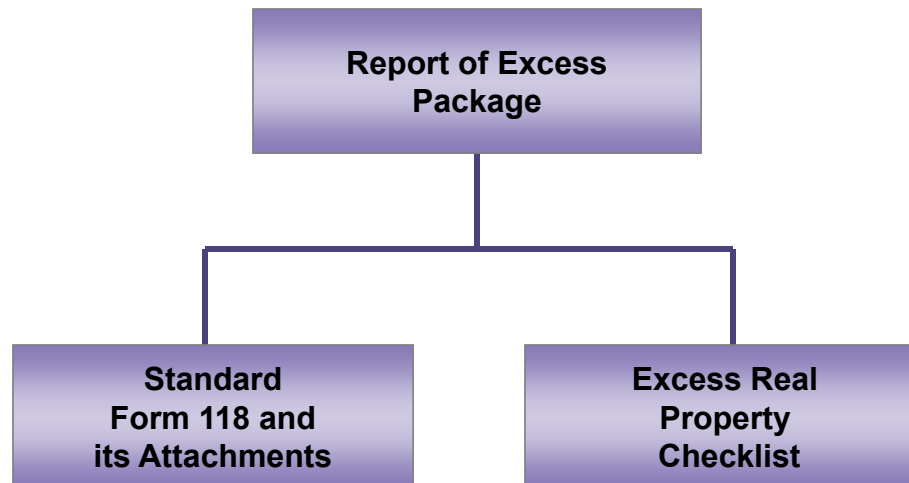 Report of Excess
Package
Standard
Form 118 and
its Attachments
Excess Real
Property
Checklist